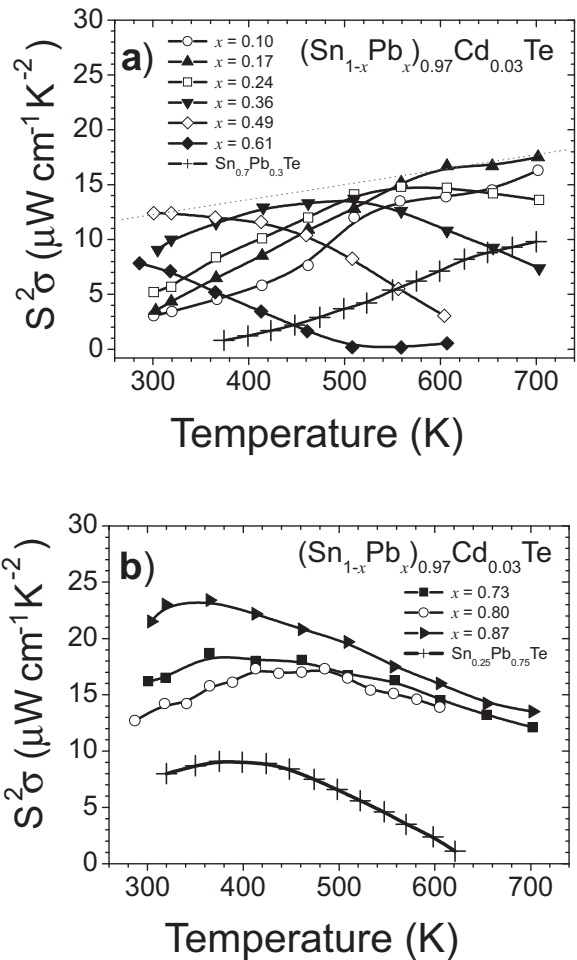 a)
(Sn1-xPbx)0.97Cd0.03Te
x = 0.10
x = 0.17
x = 0.24
x = 0.36
x = 0.49
x = 0.61
Sn0.7Pb0.3Te
30
25
20
15
10
5
0
S2σ (μW cm-1K-2)
300 400 500 600 700
Temperature (K)
b)
(Sn1-xPbx)0.97Cd0.03Te
x = 0.73
x = 0.80
x = 0.87
Sn0.25Pb0.75Te
30
25
20
15
10
5
0
S2σ (μW cm-1K-2)
300 400 500 600 700
Temperature (K)